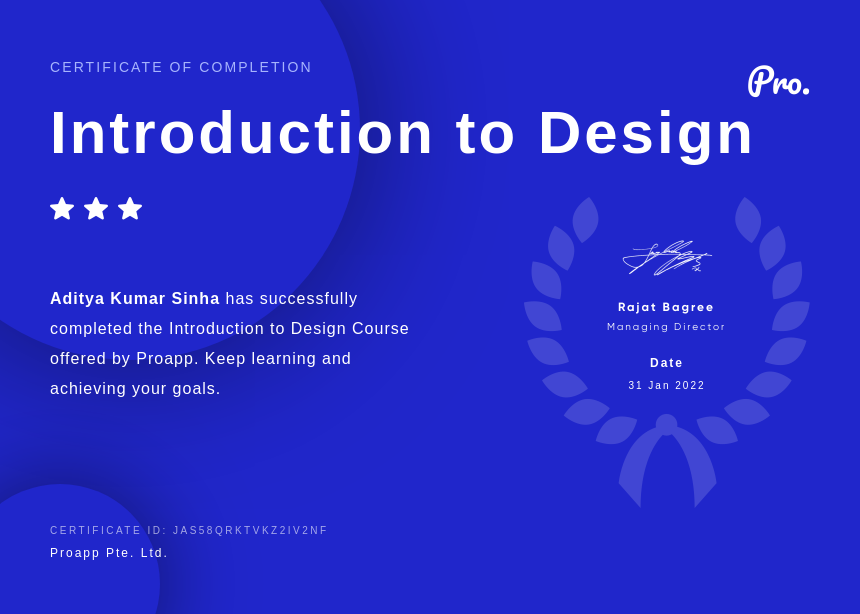 CERTIFICATE OF COMPLETION
Pro.
Introduction to Design
Aditya Kumar Sinha has successfully
completed the Introduction to Design Course
offered by Proapp. Keep learning and
achieving your goals.
Rajat Bagree
Managing Director
Date
31 Jan 2022
CERTIFICATE ID: JAS58QRKTVKZ2IV2NF
Proapp Pte. Ltd.